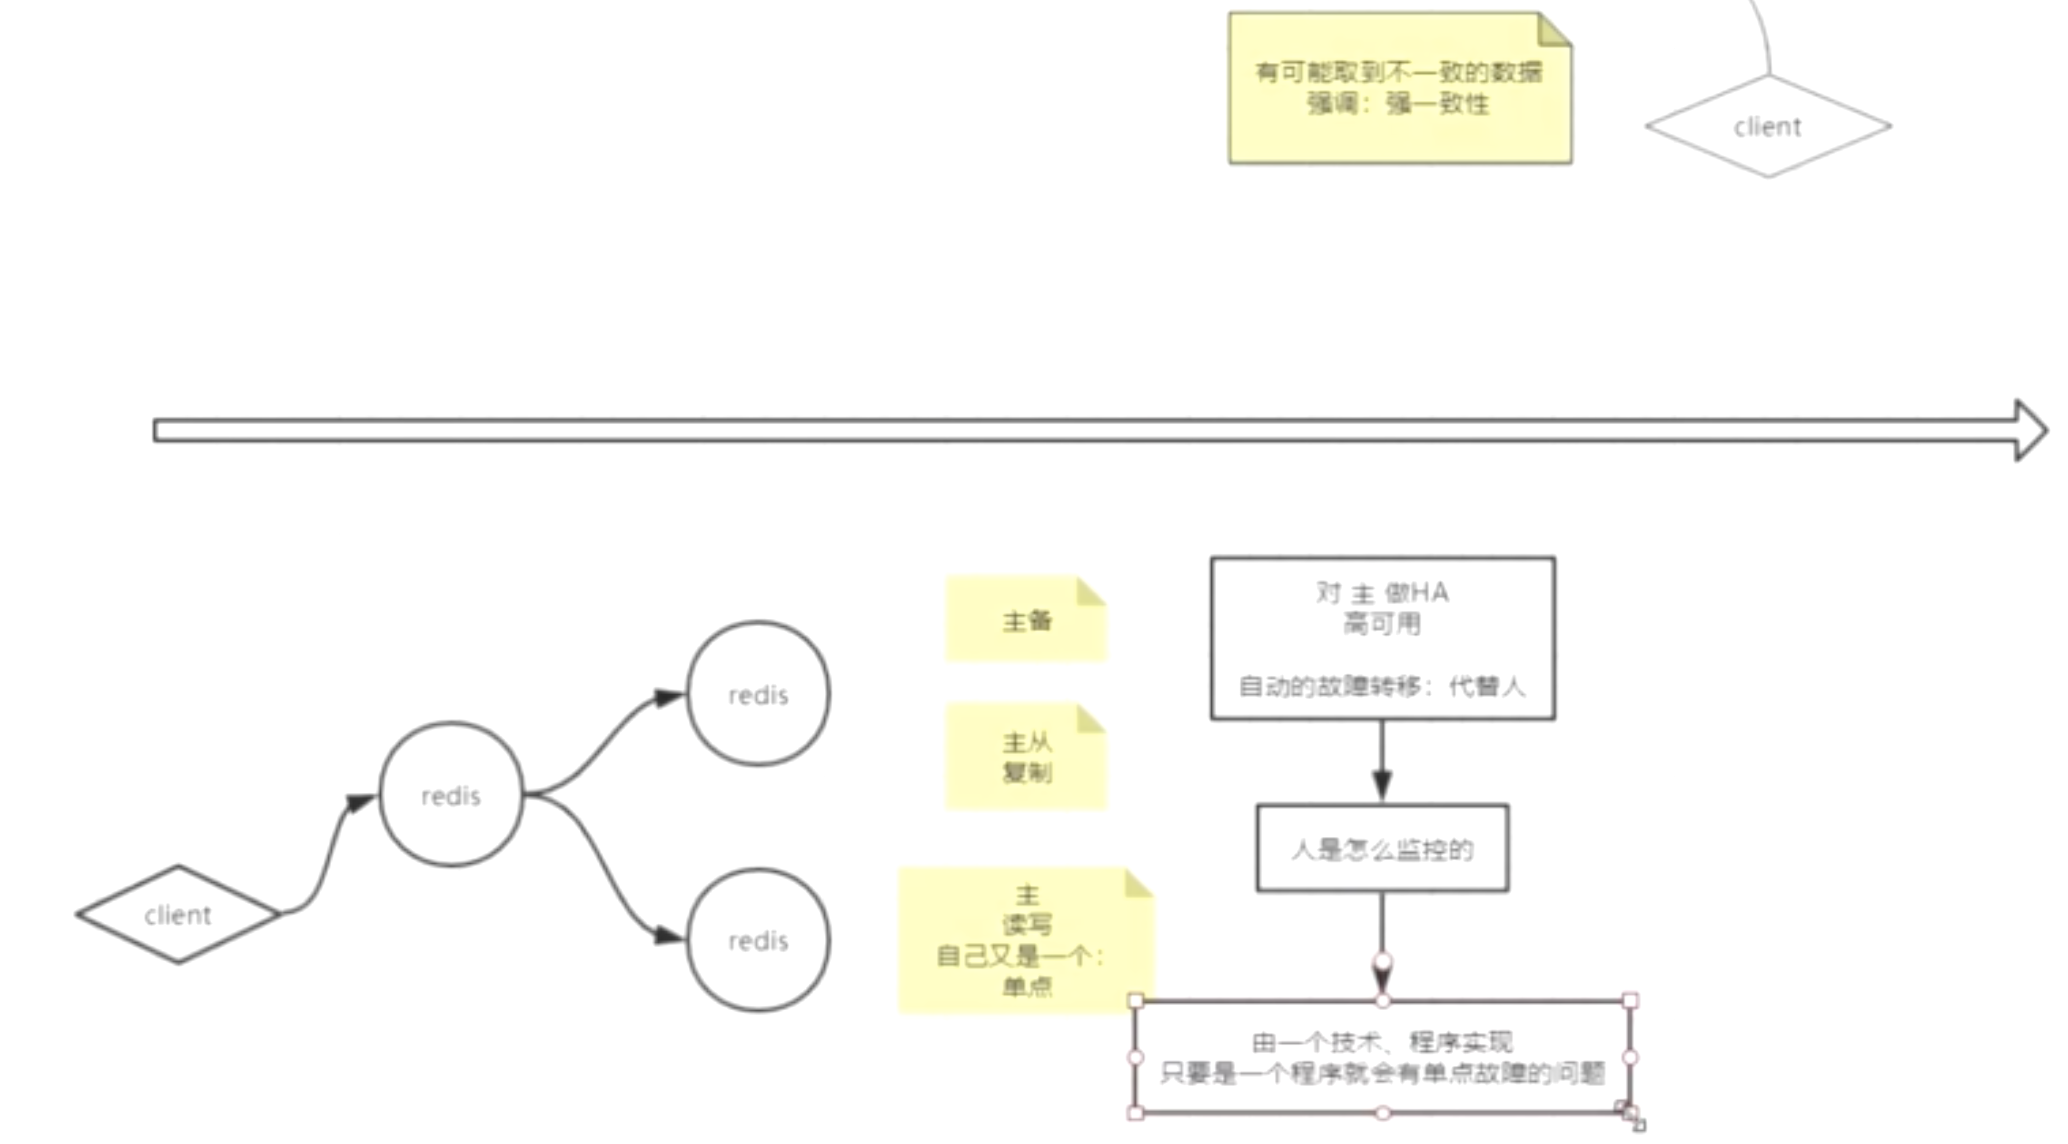 有可能取到不一致的数据
强调：强一致性
client
主备
对 主 做HA
高可用
自动的故障转移：代替人
redis
redis
主从
复制
人是怎么监控的
client
redis
主
读写
自己又是一个：
单点
由一个技术、程序实现
只要是一个程序就会有单点故障的问题